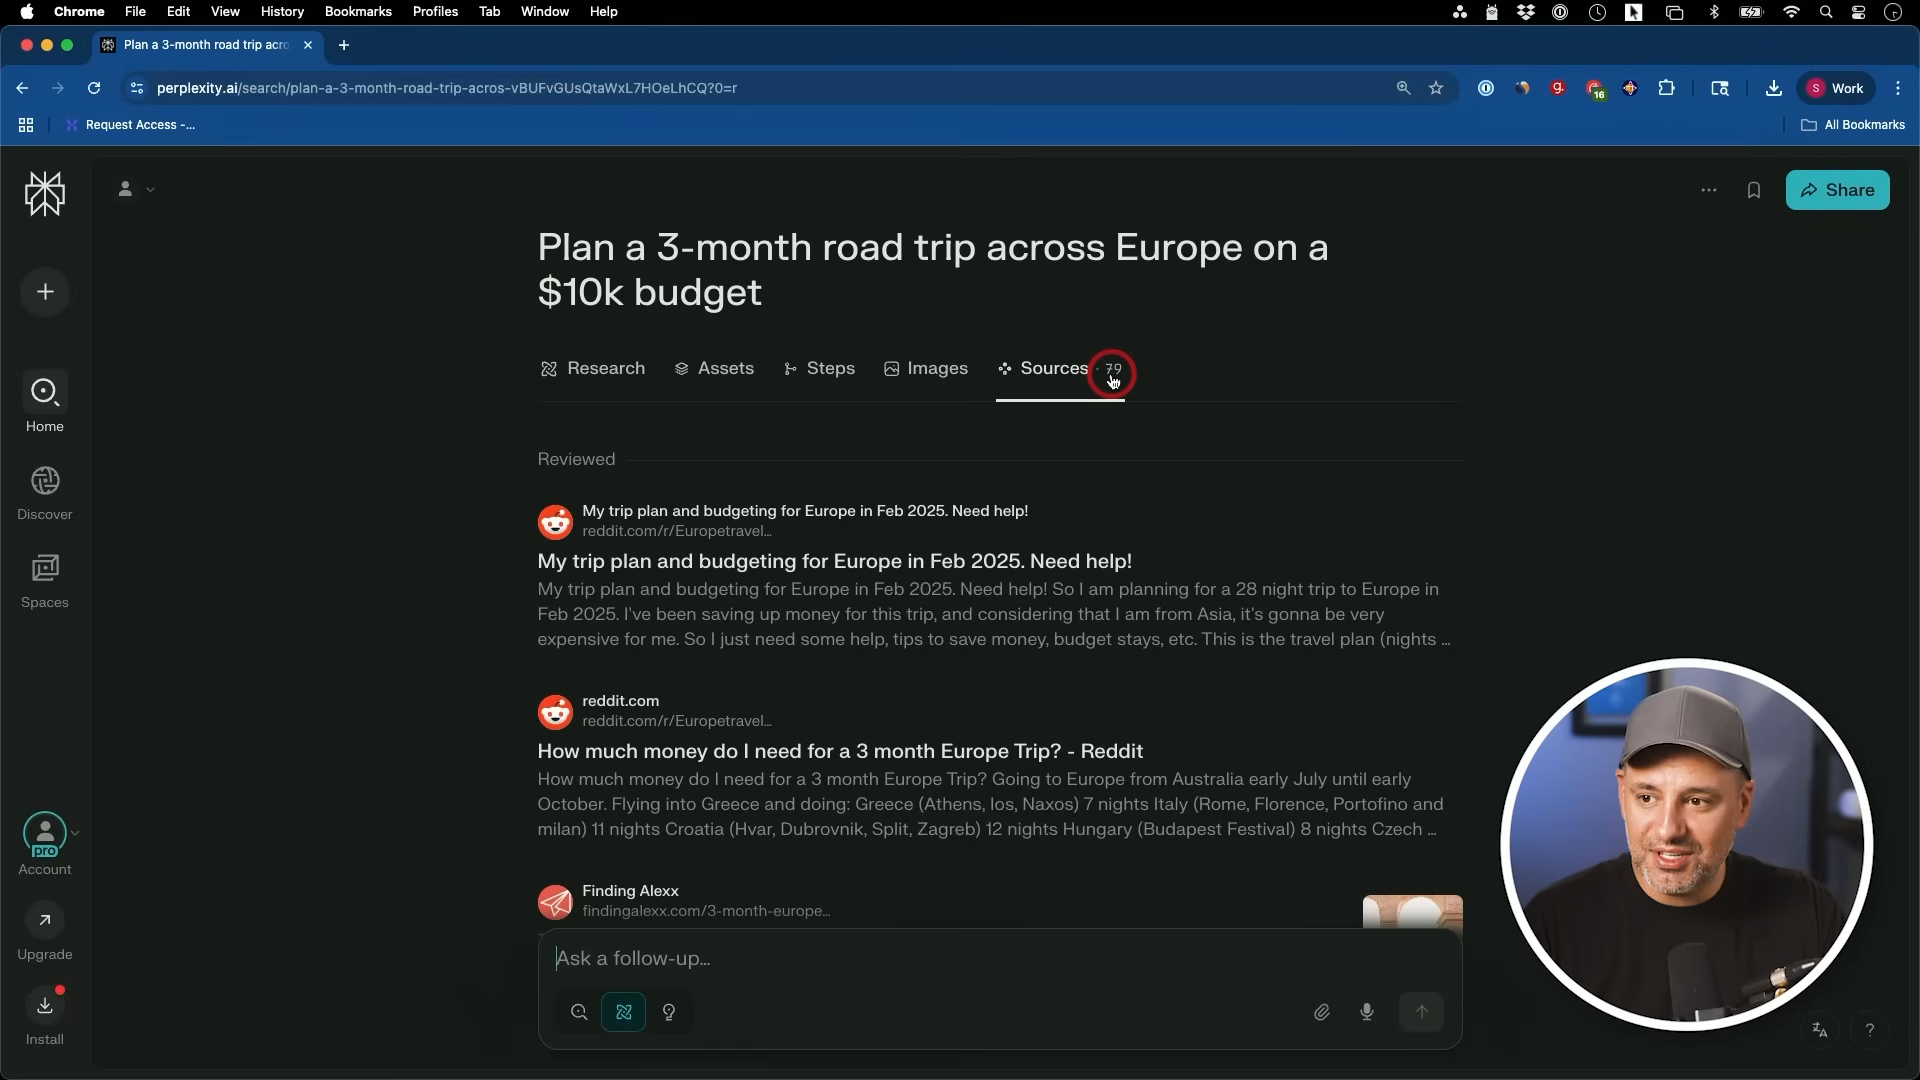 Chrome File Edit View History Bookmarks Profiles Tab Window Help
Plan a 3-month road trip acro
perplexity.ai/search/plan-a-3-month-road-trip-acros-vBUFvGUsQtaWxL7HOeLhCQ?0=r
g.
16
S Work
Request Access -...
All Bookmarks
Share
Plan a 3-month road trip across Europe on a
$10k budget
Research Assets Steps Images Sources · 79
Home
Discover
Spaces
pro
Account
Upgrade
Install
Reviewed
My trip plan and budgeting for Europe in Feb 2025. Need help!
reddit.com/r/Europetravel...
My trip plan and budgeting for Europe in Feb 2025. Need help!
My trip plan and budgeting for Europe in Feb 2025. Need help! So I am planning for a 28 night trip to Europe in
Feb 2025. I've been saving up money for this trip, and considering that I am from Asia, it's gonna be very
expensive for me. So I just need some help, tips to save money, budget stays, etc. This is the travel plan (nights ...
reddit.com
reddit.com/r/Europetravel...
How much money do I need for a 3 month Europe Trip? - Reddit
How much money do I need for a 3 month Europe Trip? Going to Europe from Australia early July until early
October. Flying into Greece and doing: Greece (Athens, Ios, Naxos) 7 nights Italy (Rome, Florence, Portofino and
milan) 11 nights Croatia (Hvar, Dubrovnik, Split, Zagreb) 12 nights Hungary (Budapest Festival) 8 nights Czech ...
Finding Alexx
findingalexx.com/3-month-europe...
Ask a follow-up...
?